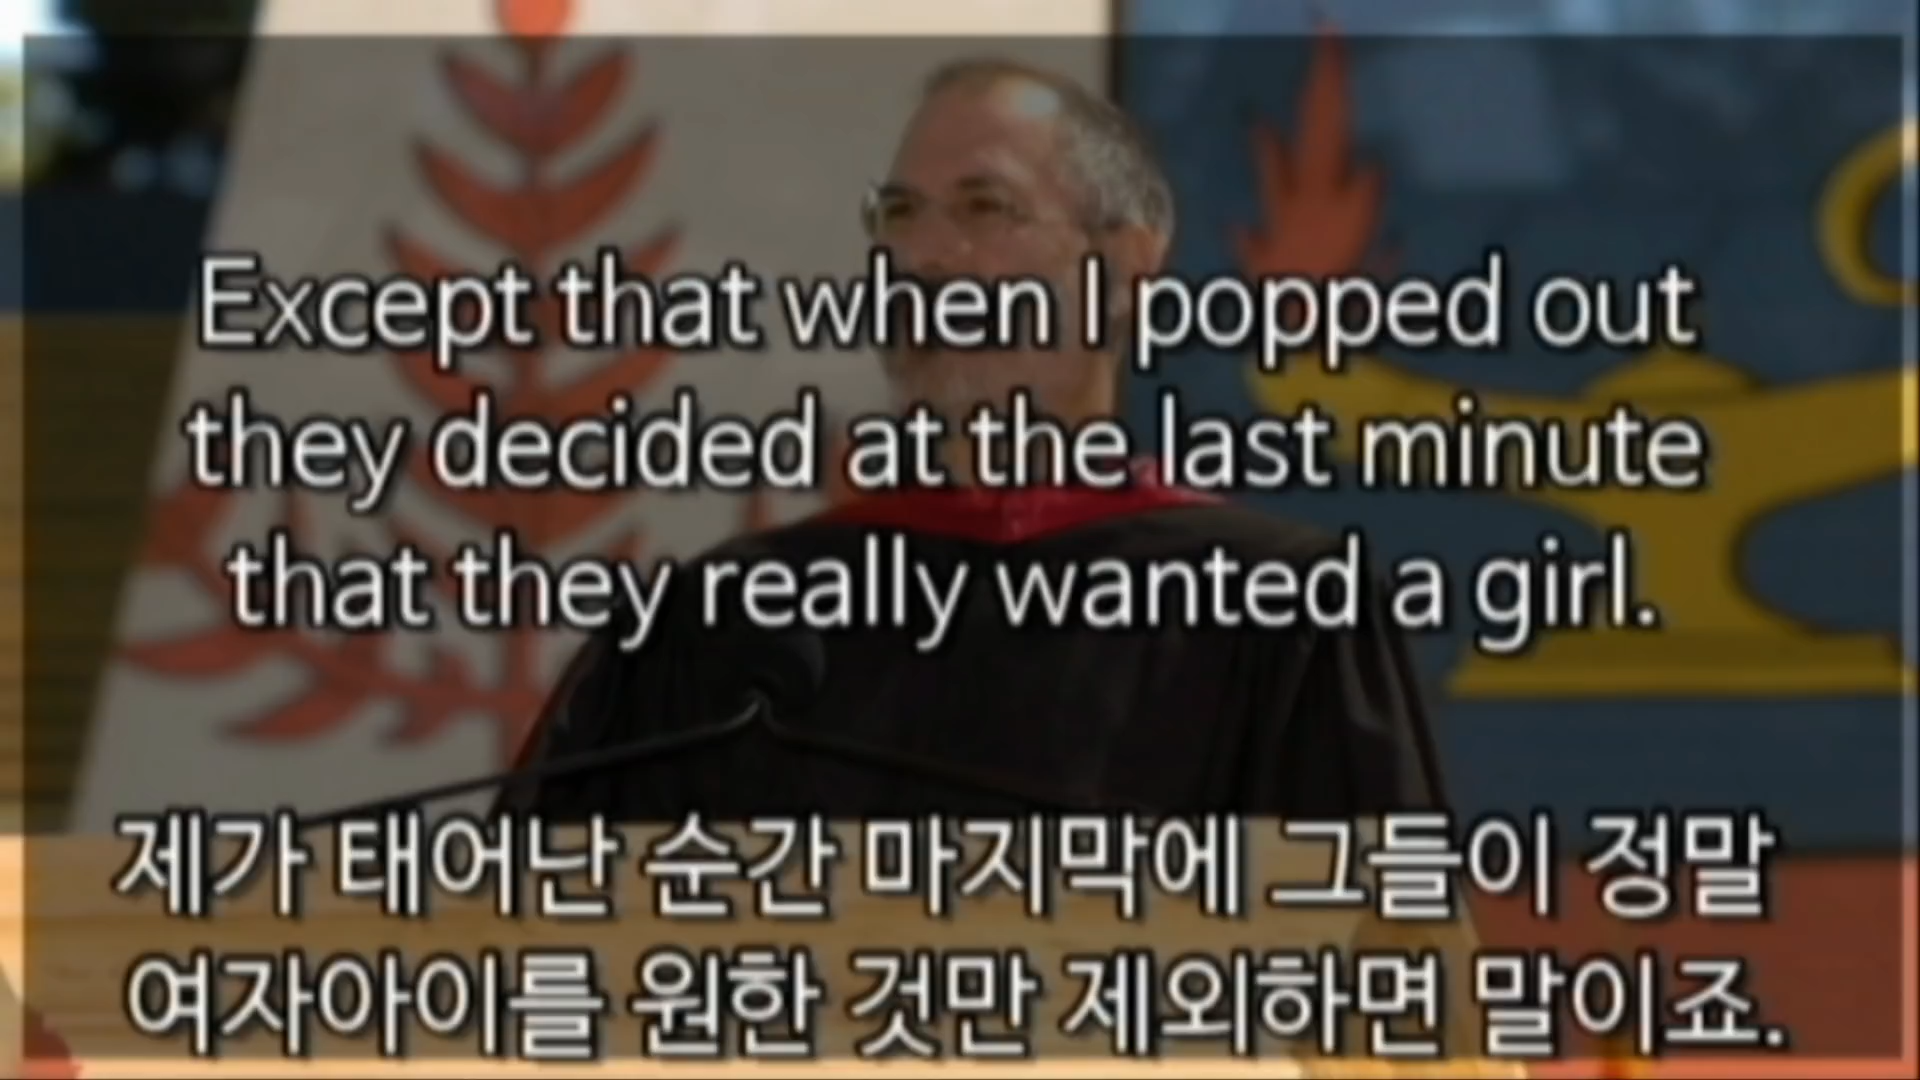 Except that when I popped out
they decided at the last minute
that they really wanted a girl.
제가 태어난 순간 마지막에 그들이 정말
여자아이를 원한 것만 제외하면 말이죠.